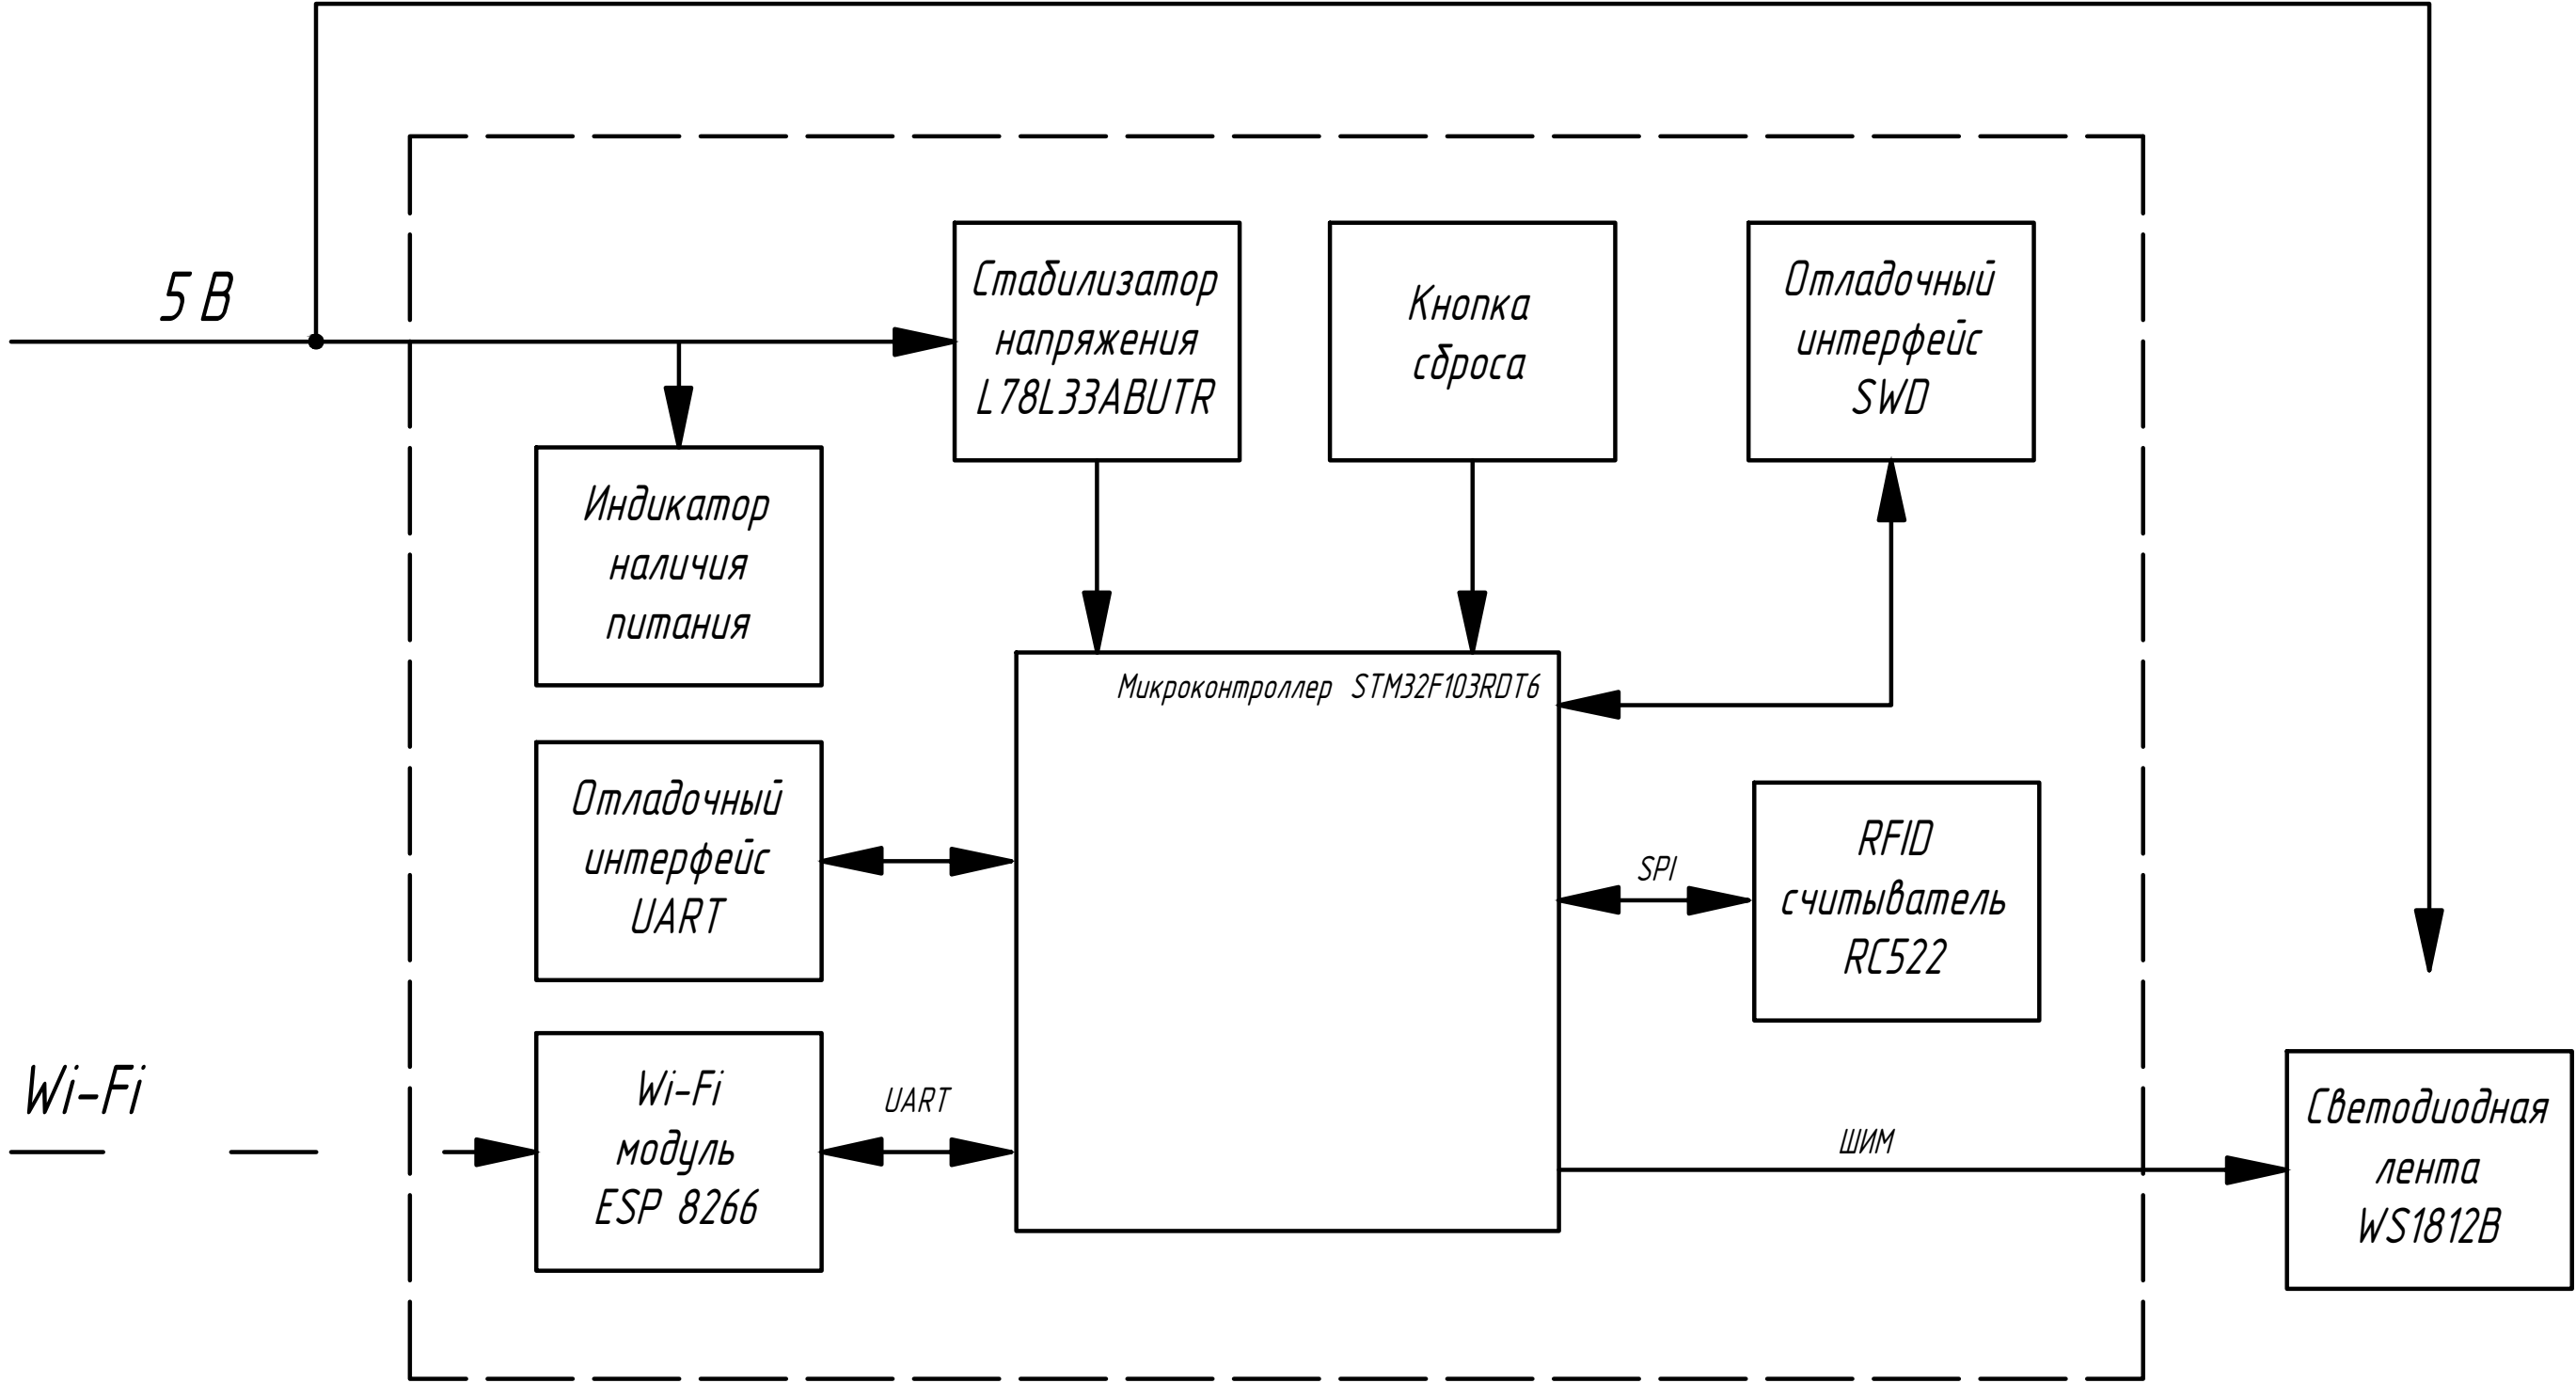 5 В
Стабилизатор
напряжения
L78L33ABUTR
Кнопка
сброса
Отладочный
интерфейс
SWD
Индикатор
наличия
питания
Микроконтроллер STM32F103RDT6
Отладочный
интерфейс
UART
SPI
RFID
считыватель
RC522
Wi-Fi
Wi-Fi
модуль
ESP 8266
UART
ШИМ
Светодиодная
лента
WS1812B